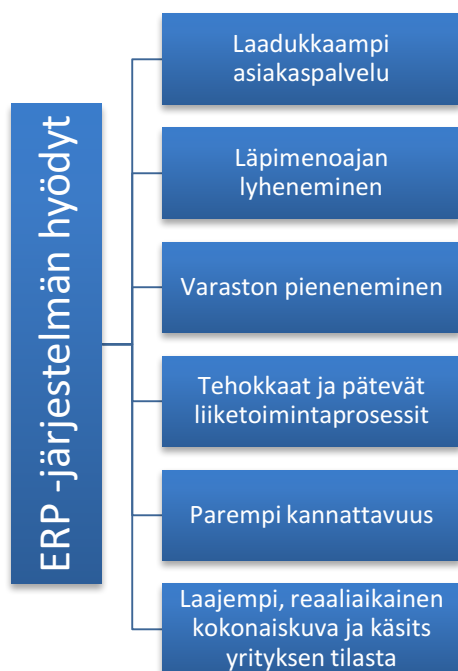 ERP -järjestelmän hyödyt
Laadukkaampi
asiakaspalvelu
Läpimenoajan
lyheneminen
Varaston pieneneminen
Tehokkaat ja pätevät
liiketoimintaprosessit
Parempi kannattavuus
Laajempi, reaaliaikainen
kokonaiskuva ja käsits
yrityksen tilasta